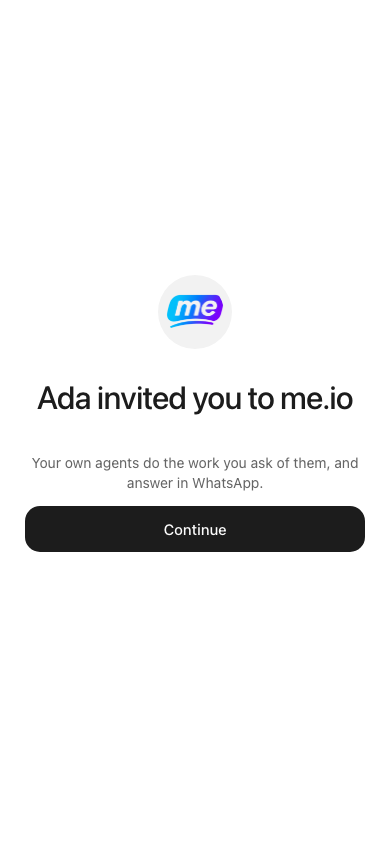 me
Ada invited you to me.io
Your own agents do the work you ask of them, and
answer in WhatsApp.
Continue